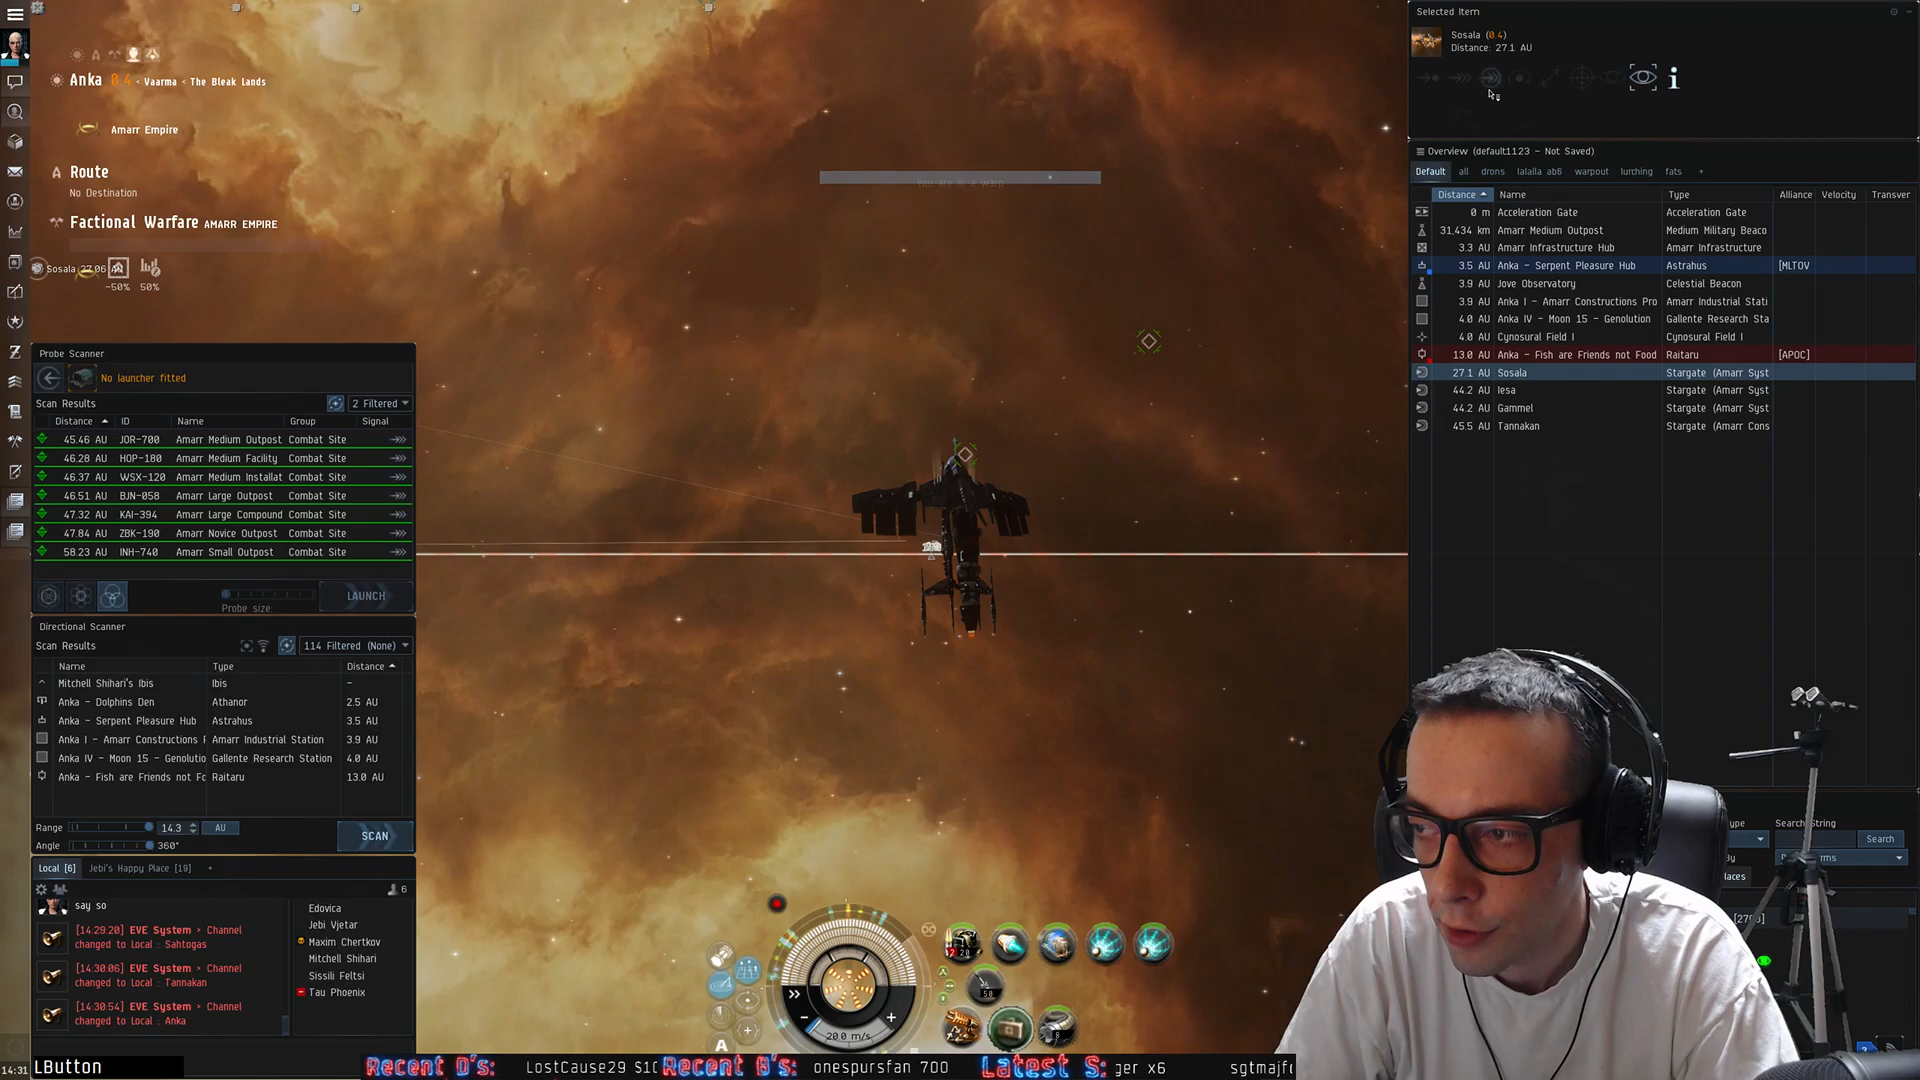 Anka 0.4 < Vaarma < The Bleak Lands
Amarr Empire
Route
No Destination
Factional Warfare AMARR EMPIRE
Sosala 27.06
-50% 50%
Probe Scanner
No launcher fitted
Scan Results 2 Filtered
Distance ID Name Group Signal
45.46 AU JOR-700 Amarr Medium Outpost Combat Site
46.28 AU HOP-180 Amarr Medium Facility Combat Site
46.37 AU WSX-120 Amarr Medium Installat Combat Site
46.51 AU BJN-058 Amarr Large Outpost Combat Site
47.32 AU KAI-394 Amarr Large Compound Combat Site
47.84 AU ZBK-190 Amarr Novice Outpost Combat Site
58.23 AU INH-740 Amarr Small Outpost Combat Site
LAUNCH
Probe size:
Directional Scanner
Scan Results 114 Filtered (None)
Name Type Distance
Mitchell Shihari's Ibis Ibis -
Anka - Dolphins Den Athanor 2.5 AU
Anka - Serpent Pleasure Hub Astrahus 3.5 AU
Anka I - Amarr Constructions F Amarr Industrial Station 3.9 AU
Anka IV - Moon 15 - Genolutio Gallente Research Station 4.0 AU
Anka - Fish are Friends not Fo Raitaru 13.0 AU
Range 14.3 AU
SCAN
Angle 360°
Local [6] Jebi's Happy Place [19] +
6
say so
[14:29:20] EVE System > Channel
changed to Local : Sahtogas
[14:30:06] EVE System > Channel
changed to Local : Tannakan
[14:30:54] EVE System > Channel
changed to Local : Anka
Edovica
Jebi Vjetar
Maxim Chertkov
Mitchell Shihari
Sissili Feltsi
Tau Phoenix
14:31
LButton
You are in a warp
20.0 m/s
50
8
Recent D's: LostCause29 $10 Recent B's: onespursfan 700 Latest S: ger x6 sgtmajf
Selected Item
Sosala (0.4)
Distance: 27.1 AU
Overview (default1123 - Not Saved)
Default all drons lalalla ab6 warpout lurching fats +
Distance Name Type Alliance Velocity Transver
0 m Acceleration Gate Acceleration Gate
31,434 km Amarr Medium Outpost Medium Military Beaco
3.3 AU Amarr Infrastructure Hub Amarr Infrastructure
3.5 AU Anka - Serpent Pleasure Hub Astrahus [MLTOV
3.9 AU Jove Observatory Celestial Beacon
3.9 AU Anka I - Amarr Constructions Pro Amarr Industrial Stati
4.0 AU Anka IV - Moon 15 - Genolution Gallente Research Sta
4.0 AU Cynosural Field I Cynosural Field I
13.0 AU Anka - Fish are Friends not Food Raitaru [APOC]
27.1 AU Sosala Stargate (Amarr Syst
44.2 AU Iesa Stargate (Amarr Syst
44.2 AU Gammel Stargate (Amarr Syst
45.5 AU Tannakan Stargate (Amarr Cons
ype Search String
Search
By
rms
laces